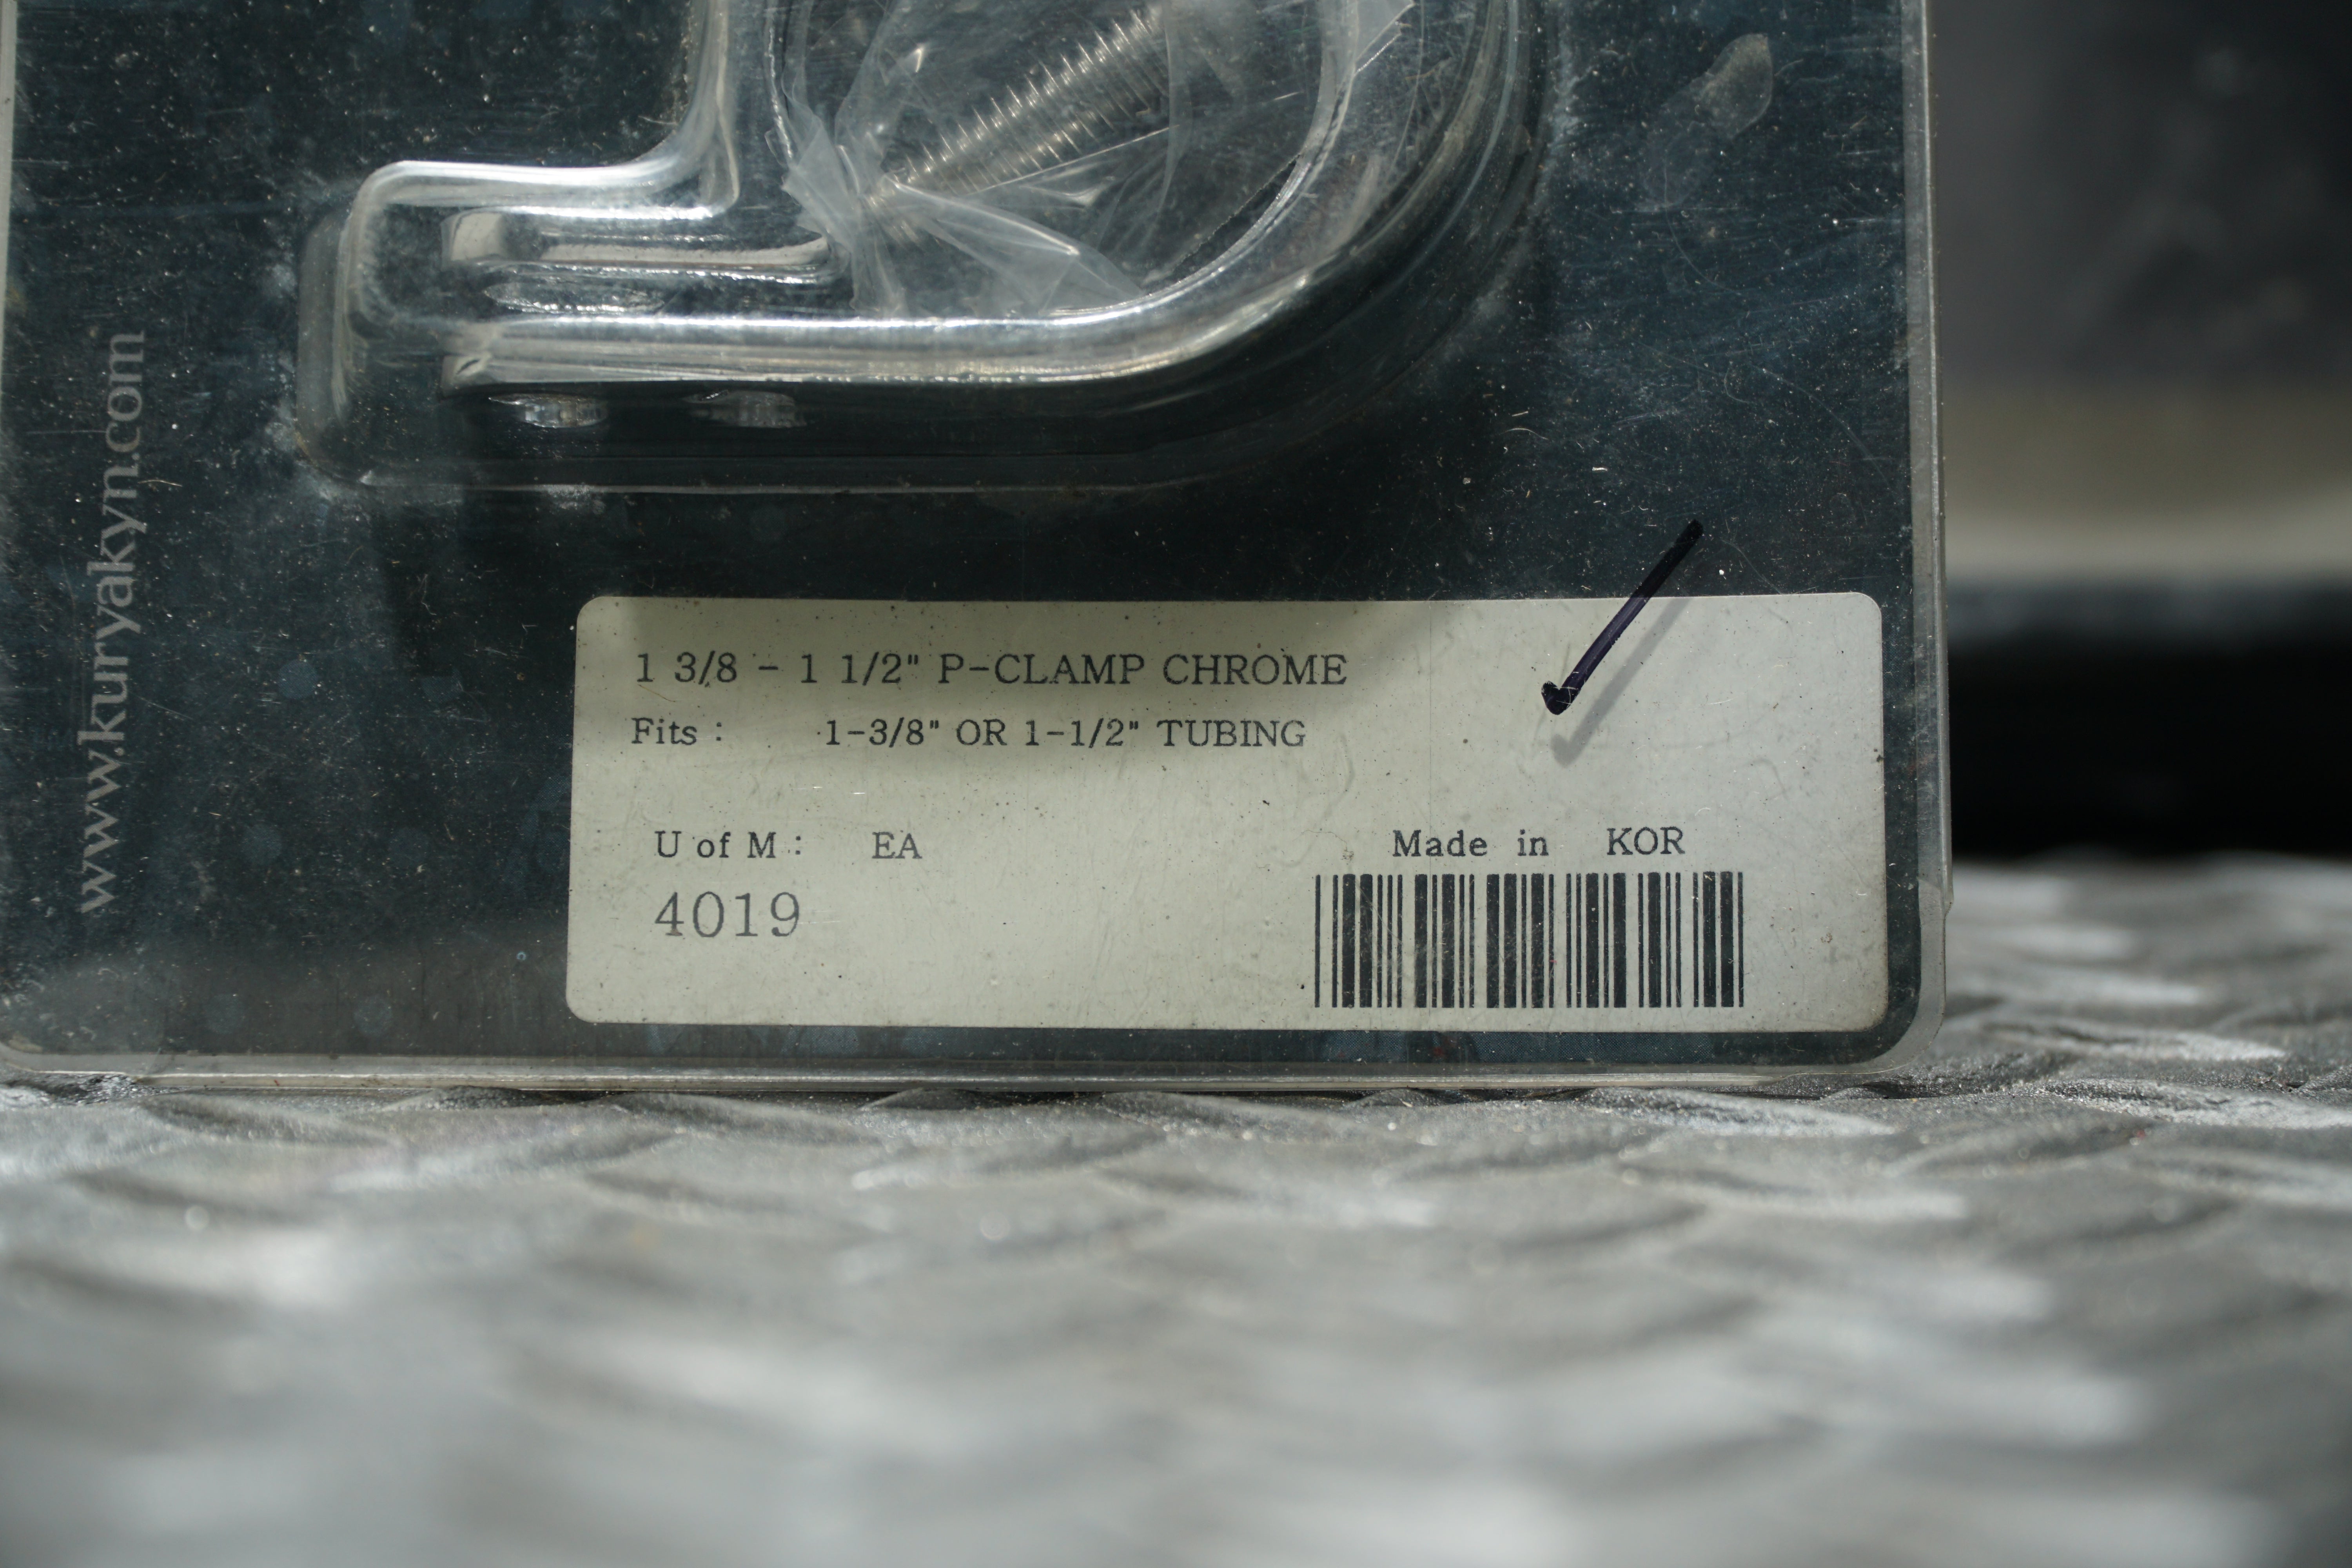 www.kuryakyn.com
1 3/8 - 1 1/2" P-CLAMP CHROME
Fits : 1-3/8" OR 1-1/2" TUBING
U of M : EA
Made in KOR
4019